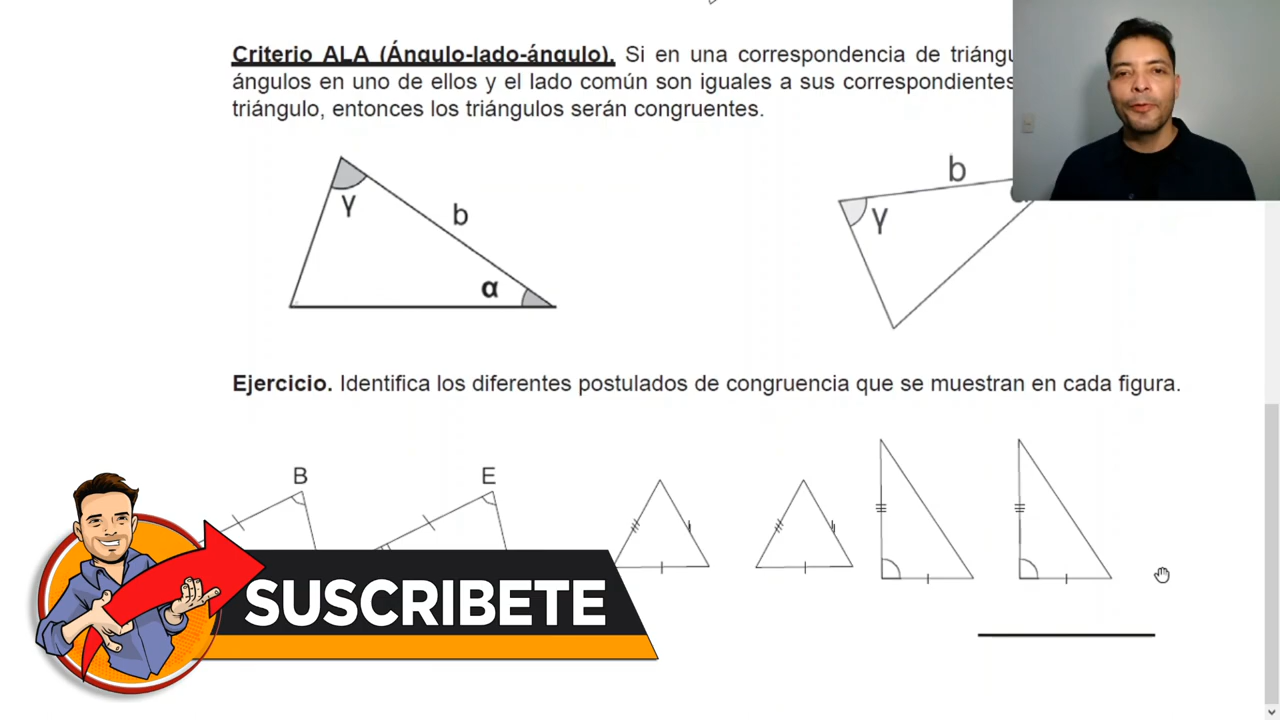 Criterio ALA (Ángulo-lado-ángulo). Si en una correspondencia de
ángulos en uno de ellos y el lado común son iguales a sus correspondientes
triángulo, entonces los triángulos serán congruentes.
b
γ
b
γ
α
Ejercicio. Identifica los diferentes postulados de congruencia que se muestran en cada figura.
B
E
SUSCRIBETE